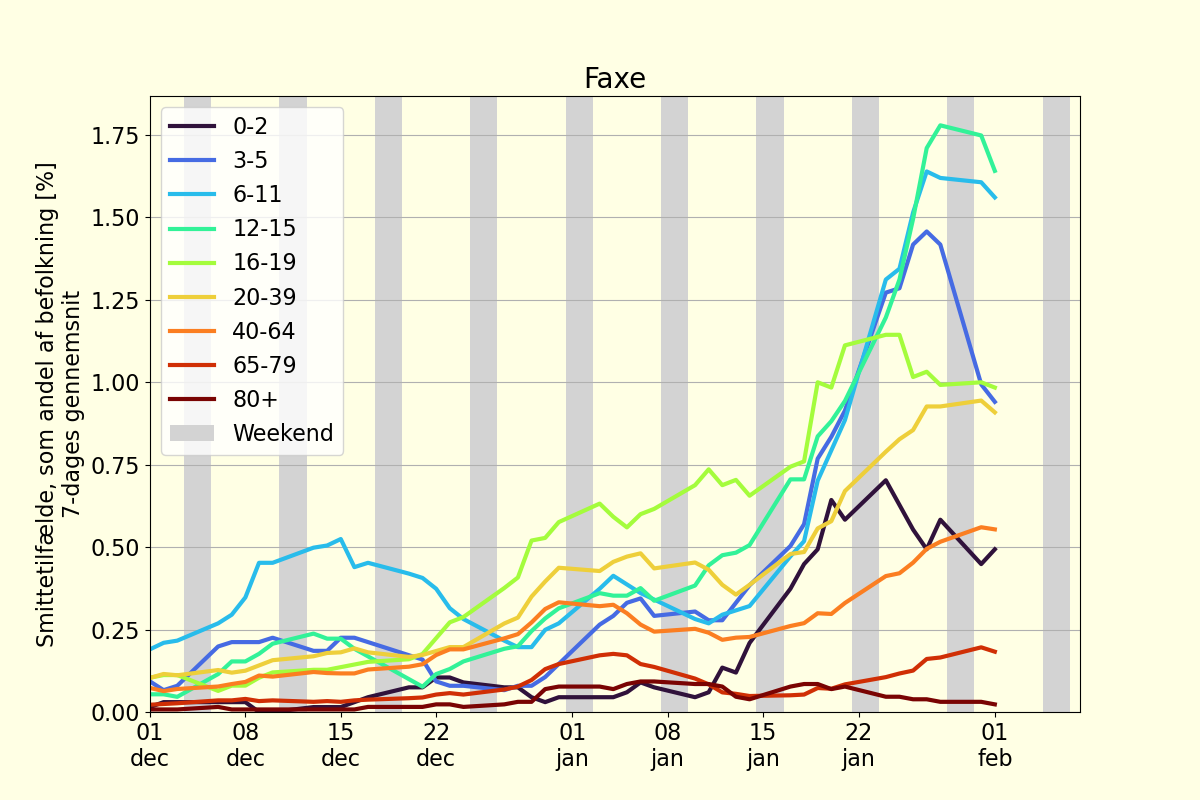 Faxe
Smittetilfælde, som andel af befolkning [%]
7-dages gennemsnit
1.75
1.50
1.25
1.00
0.75
0.50
0.25
0.00
0-2
3-5
6-11
12-15
16-19
20-39
40-64
65-79
80+
Weekend
01 08 15 22 01 08 15 22 01
dec dec dec dec jan jan jan jan feb